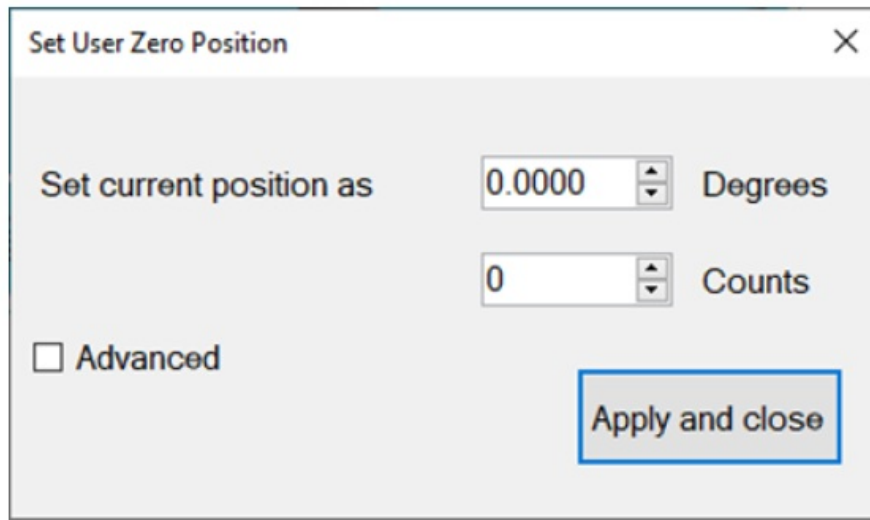 Set User Zero Position
Set current position as 0.0000 Degrees
0 Counts
Advanced
Apply and close